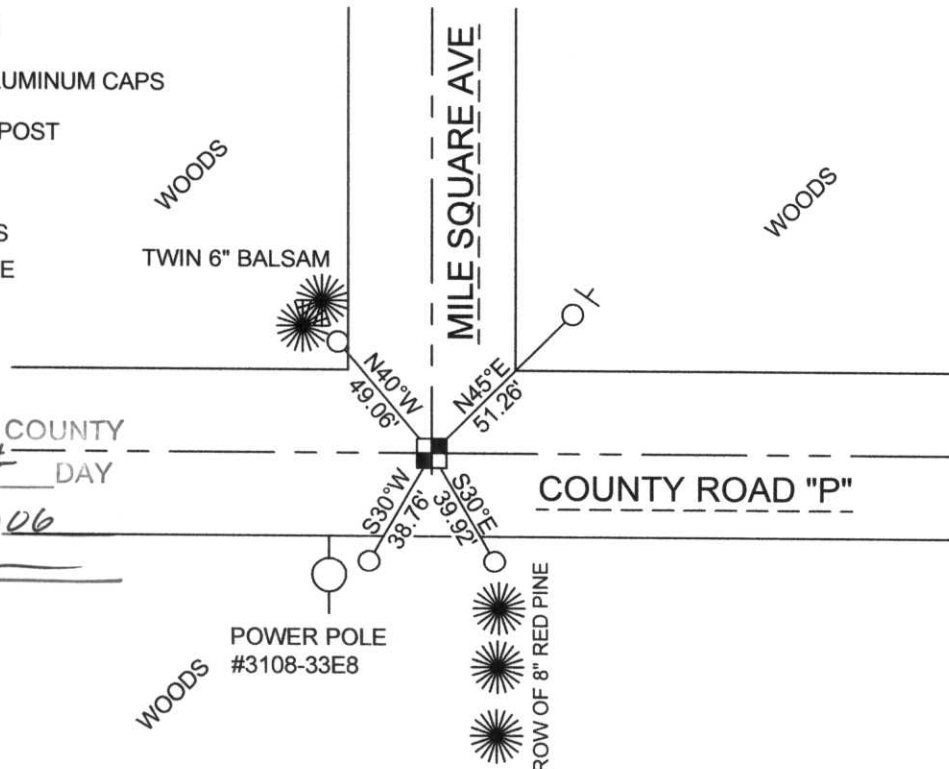 MILE SQUARE AVE
UMINUM CAPS
POST
WOODS
WOODS
S
E
TWIN 6" BALSAM
N40°W
49.06'
N45°E
51.26'
COUNTY
DAY
06
COUNTY ROAD "P"
S30°W
38.76'
S30°E
39.92'
POWER POLE
#3108-33E8
WOODS
ROW OF 8" RED PINE